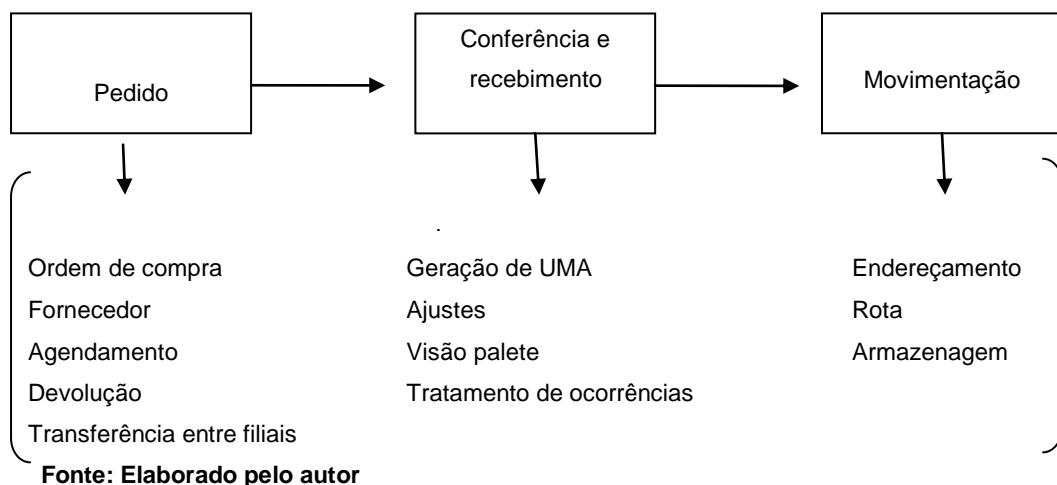 Pedido
Conferência e
recebimento
Movimentação
Ordem de compra
Fornecedor
Agendamento
Devolução
Transferência entre filiais
Geração de UMA
Ajustes
Visão palete
Tratamento de ocorrências
Endereçamento
Rota
Armazenagem
Fonte: Elaborado pelo autor